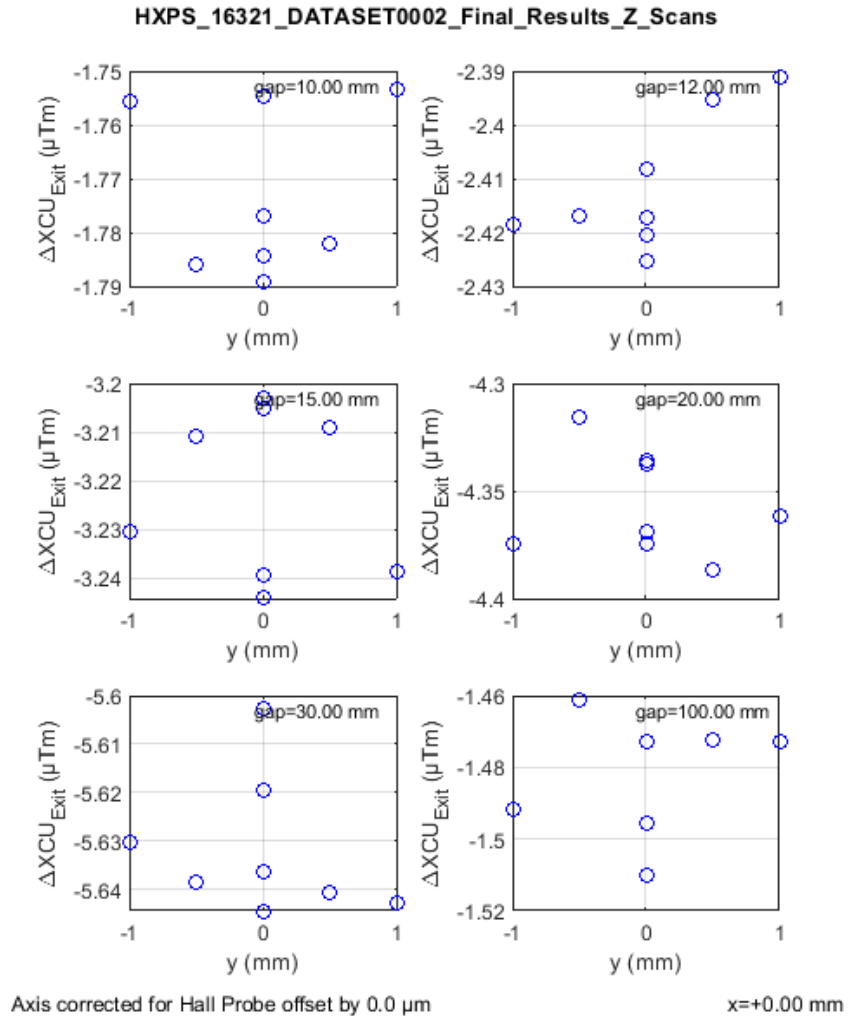 HXPS_16321_DATASET0002_Final_Results_Z_Scans
gap=10.00 mm
-1.75
-1.76
-1.77
-1.78
-1.79
ΔXCU_Exit (µTm)
-1 0 1
y (mm)
gap=12.00 mm
-2.39
-2.4
-2.41
-2.42
-2.43
ΔXCU_Exit (µTm)
-1 0 1
y (mm)
gap=15.00 mm
-3.2
-3.21
-3.22
-3.23
-3.24
ΔXCU_Exit (µTm)
-1 0 1
y (mm)
gap=20.00 mm
-4.3
-4.35
-4.4
ΔXCU_Exit (µTm)
-1 0 1
y (mm)
gap=30.00 mm
-5.6
-5.61
-5.62
-5.63
-5.64
ΔXCU_Exit (µTm)
-1 0 1
y (mm)
gap=100.00 mm
-1.46
-1.48
-1.5
-1.52
ΔXCU_Exit (µTm)
-1 0 1
y (mm)
Axis corrected for Hall Probe offset by 0.0 µm
x=+0.00 mm